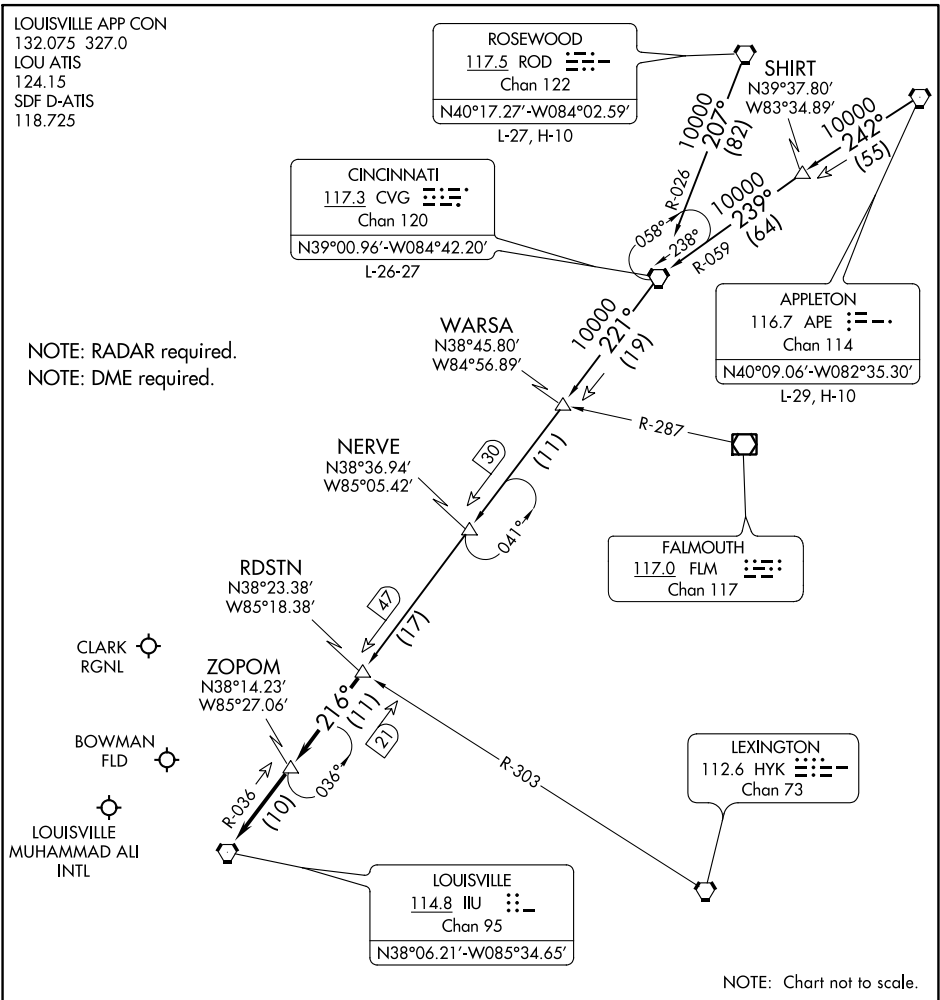 LOUISVILLE APP CON
132.075 327.0
LOU ATIS
124.15
SDF D-ATIS
118.725
ROSEWOOD
117.5 ROD
Chan 122
N40°17.27'-W084°02.59'
L-27, H-10
SHIRT
N39°37.80'
W83°34.89'
10000
242°
(55)
10000
207°
(82)
R-026
10000
239°
(64)
R-059
058°
238°
CINCINNATI
117.3 CVG
Chan 120
N39°00.96'-W084°42.20'
L-26-27
APPLETON
116.7 APE
Chan 114
N40°09.06'-W082°35.30'
L-29, H-10
NOTE: RADAR required.
NOTE: DME required.
10000
221°
(19)
WARSA
N38°45.80'
W84°56.89'
R-287
30
(11)
NERVE
N38°36.94'
W85°05.42'
041°
FALMOUTH
117.0 FLM
Chan 117
RDSTN
N38°23.38'
W85°18.38'
47
(17)
CLARK
RGNL
ZOPOM
N38°14.23'
W85°27.06'
216°
(11)
21
036°
R-303
BOWMAN
FLD
R-036
(10)
LOUISVILLE
MUHAMMAD ALI
INTL
LEXINGTON
112.6 HYK
Chan 73
LOUISVILLE
114.8 IIU
Chan 95
N38°06.21'-W085°34.65'
NOTE: Chart not to scale.